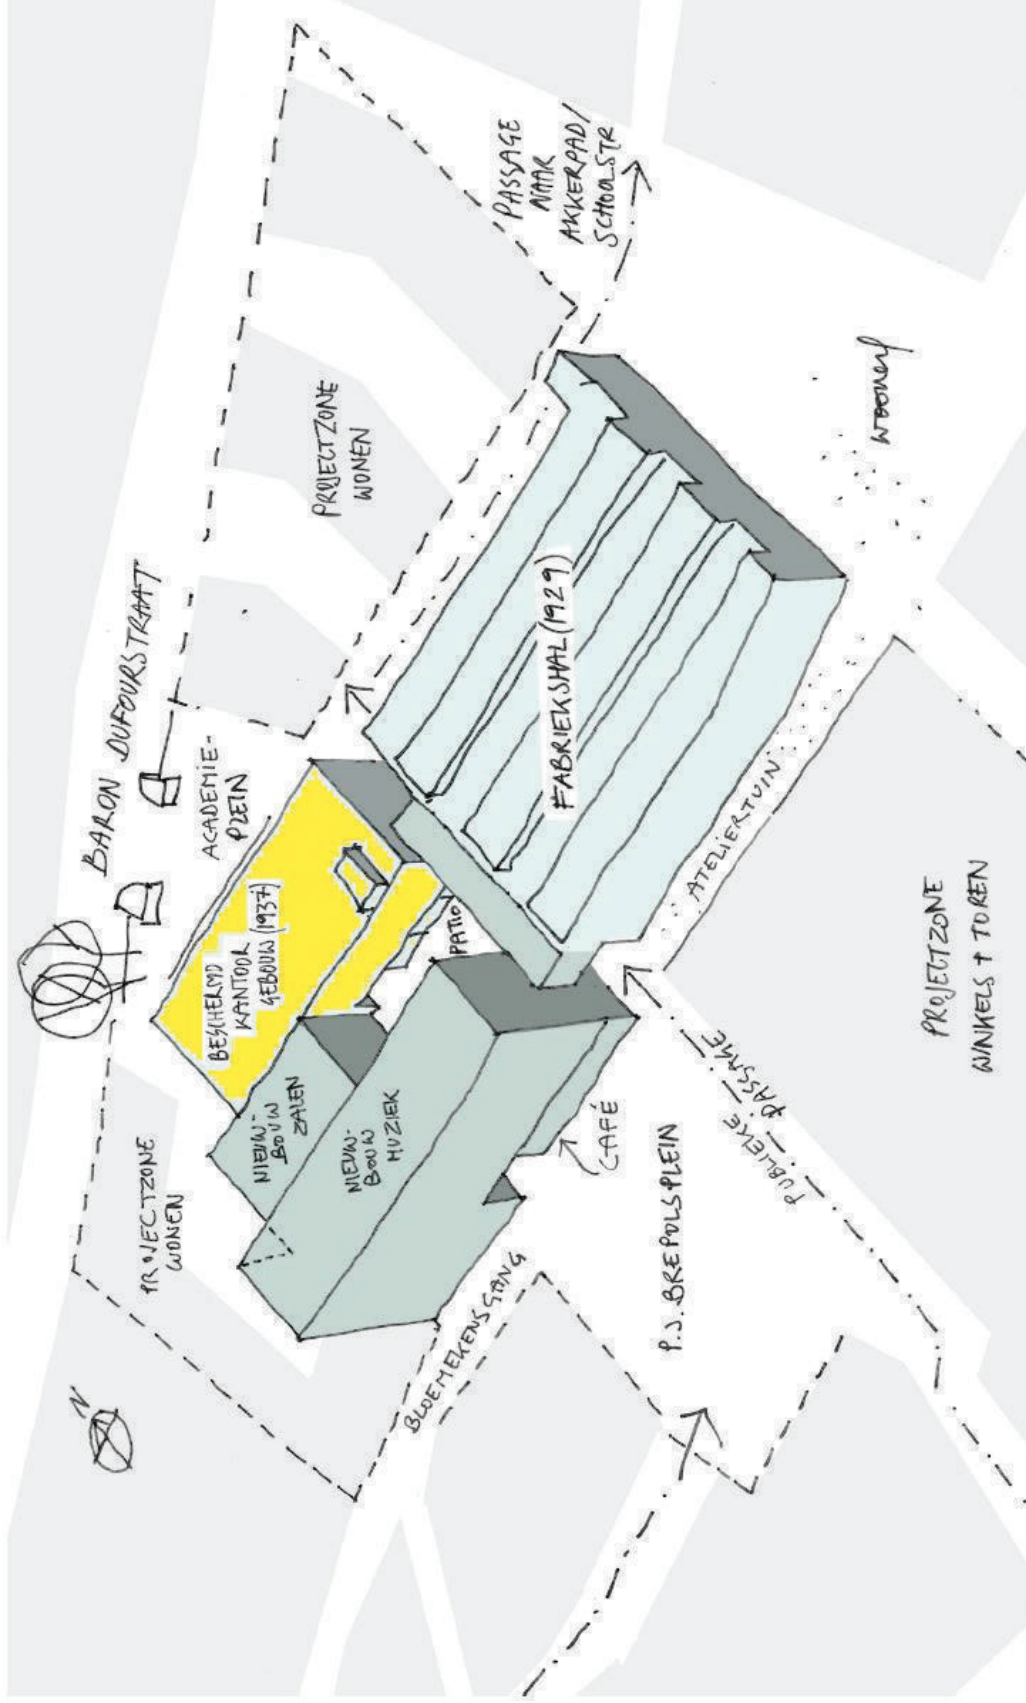 BARON DUFOURSTRAAT
ACADEMIE-
PLEIN
PROJECTZONE
WONEN
PASSAGE
NAAR
AKKERPAD/
SCHOOLSTR
PROJECTZONE
WONEN
BESCHERMD
KANTOOR
GEBOUW (1937)
NIEUW-
BOUW
ZALEN
NIEUW-
BOUW
MUZIEK
PATIO
FABRIEKSHAL (1929)
WOONERF
BLOEMEKENSGANG
CAFÉ
ATELIERTUIN
P.J. BREPOLSPLEIN
PUBLIEKE PASSAGE
PROJECTZONE
WINKELS + TOREN
N